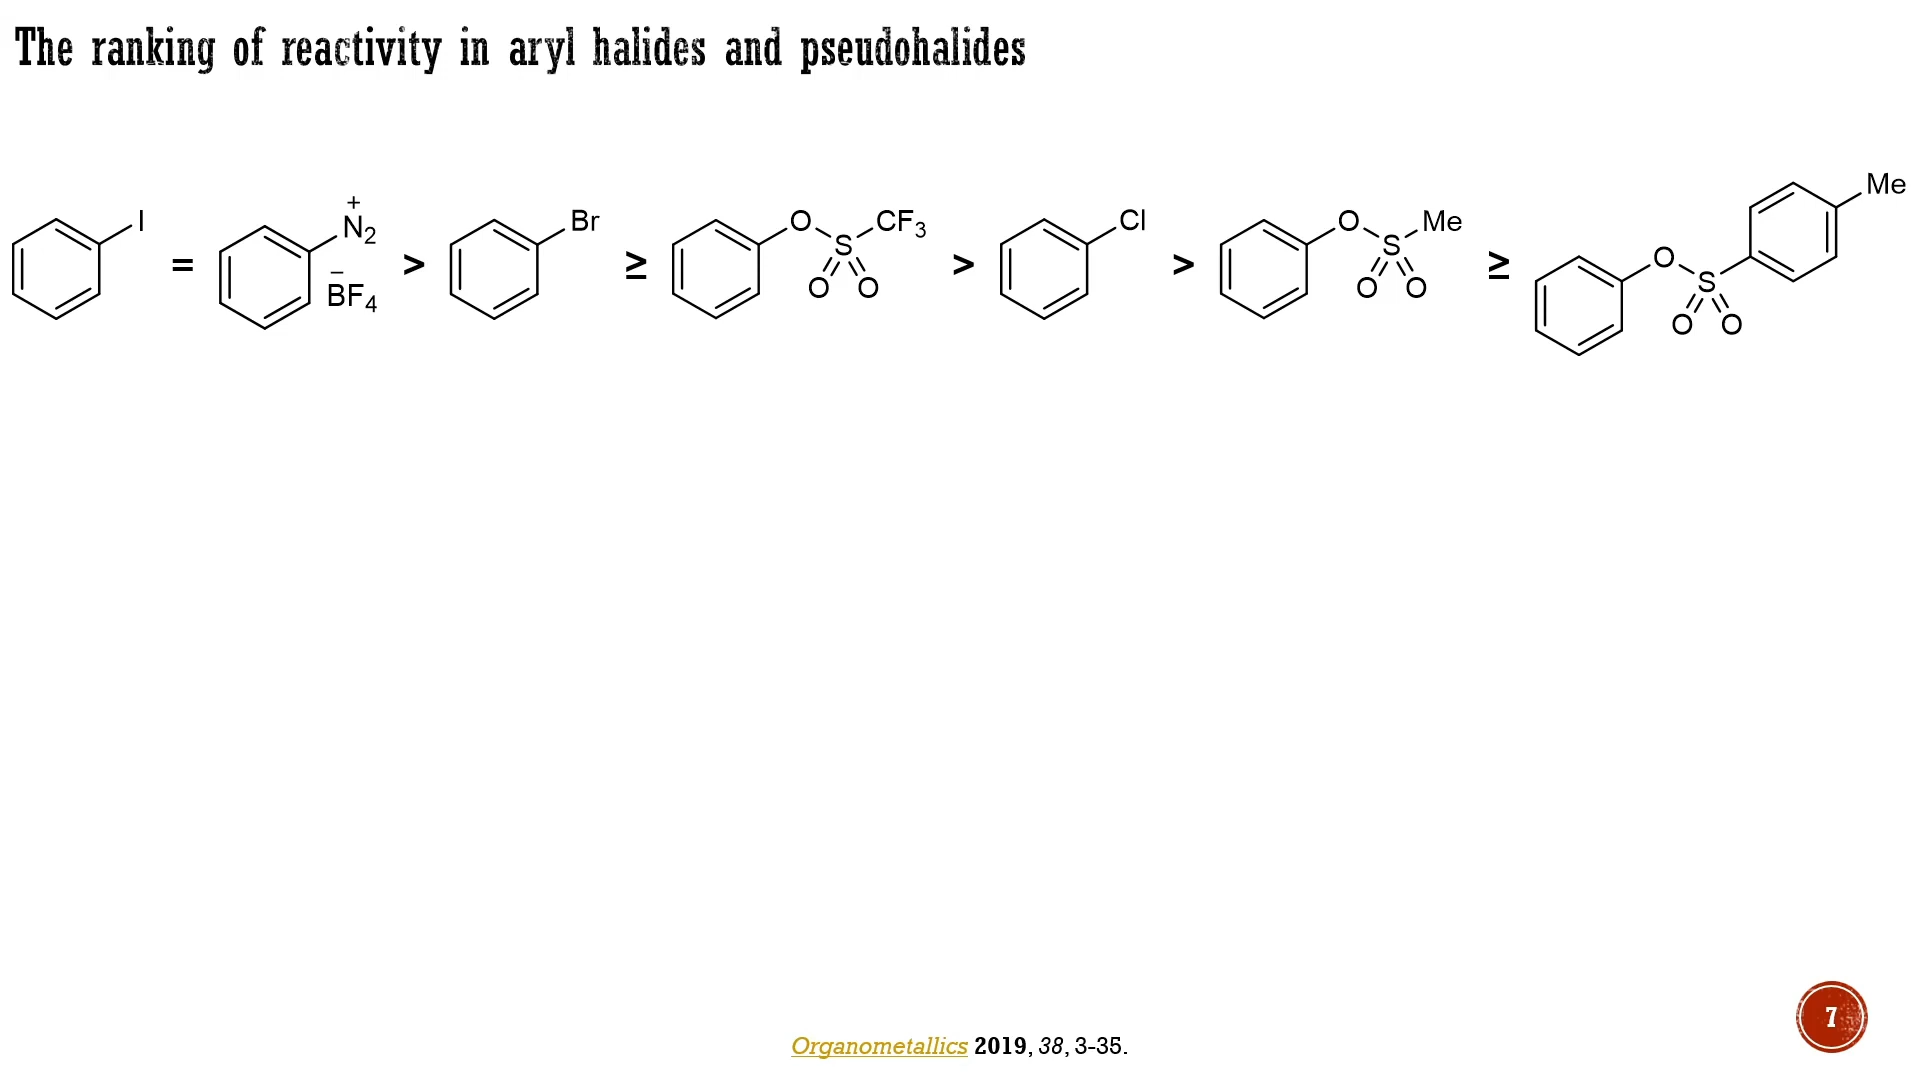 The ranking of reactivity in aryl halides and pseudohalides
I = N2+ BF4− > Br ≥ O S O O CF3 > Cl > O S O O Me ≥ O S O O Me
Organometallics 2019, 38, 3-35.
7